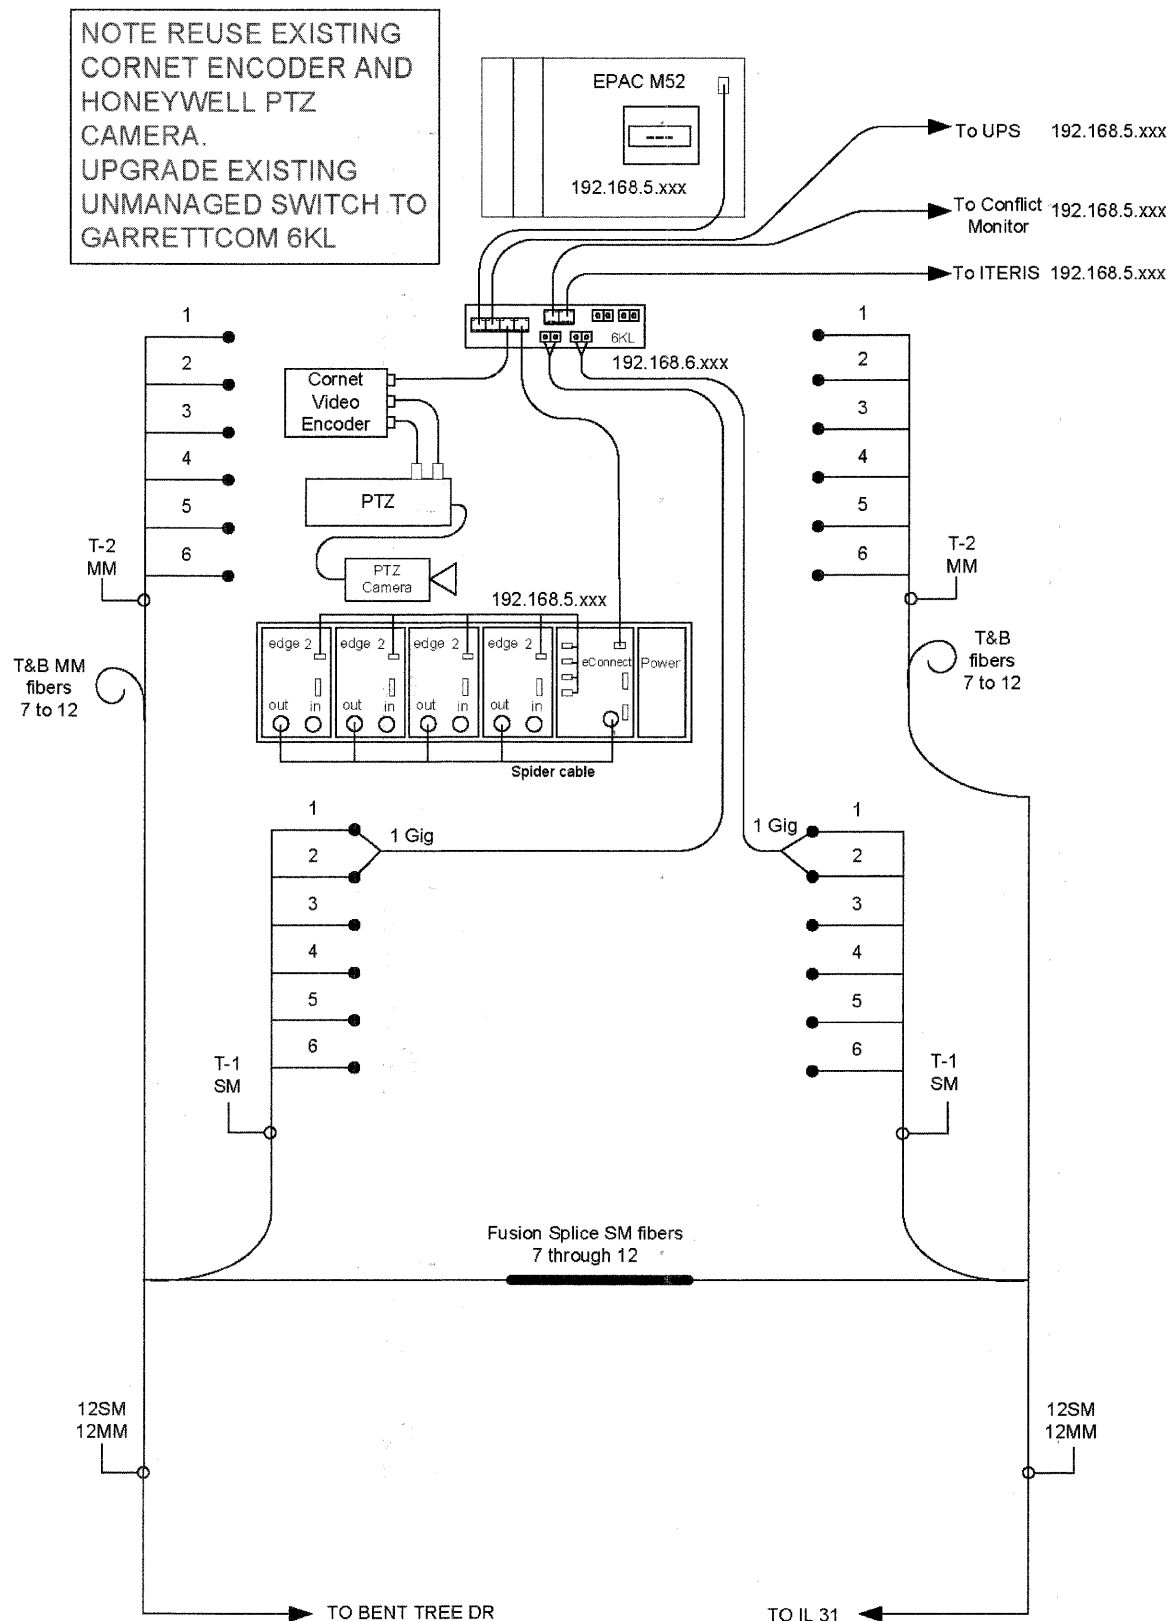 NOTE REUSE EXISTING
CORNET ENCODER AND
HONEYWELL PTZ
CAMERA.
UPGRADE EXISTING
UNMANAGED SWITCH TO
GARRETTCOM 6KL
EPAC M52
192.168.5.xxx
To UPS 192.168.5.xxx
To Conflict Monitor 192.168.5.xxx
To ITERIS 192.168.5.xxx
6KL
192.168.6.xxx
1
2
3
4
5
6
T-2
MM
T&B MM
fibers
7 to 12
Cornet
Video
Encoder
PTZ
PTZ
Camera
192.168.5.xxx
edge 2
out in
edge 2
out in
edge 2
out in
edge 2
out in
eConnect
Power
Spider cable
1
2
3
4
5
6
T-2
MM
T&B
fibers
7 to 12
1
2
3
4
5
6
1 Gig
T-1
SM
1 Gig
1
2
3
4
5
6
T-1
SM
Fusion Splice SM fibers
7 through 12
12SM
12MM
12SM
12MM
TO BENT TREE DR
TO IL 31